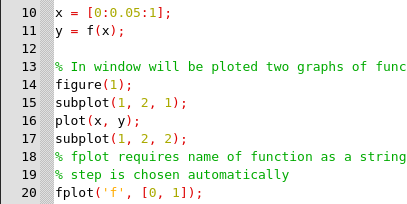 10 x = [0:0.05:1];
11 y = f(x);
12
13 % In window will be ploted two graphs of func
14 figure(1);
15 subplot(1, 2, 1);
16 plot(x, y);
17 subplot(1, 2, 2);
18 % fplot requires name of function as a string
19 % step is chosen automatically
20 fplot('f', [0, 1]);